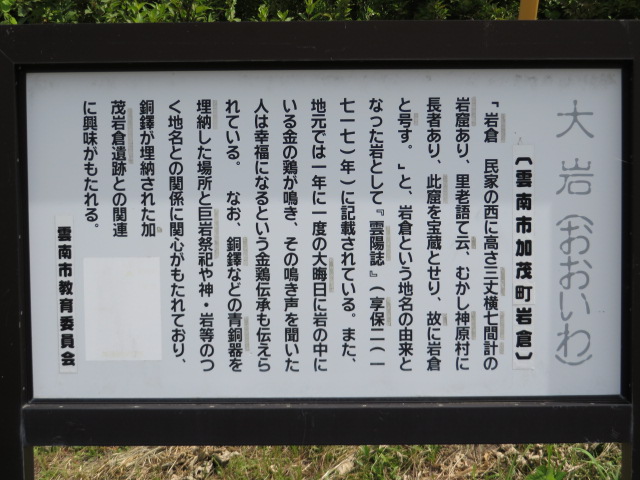 大岩（おおいわ）
〔雲南市加茂町岩倉〕
「岩倉　民家の西に高さ三丈横七間計の
岩窟あり、里老語て云、むかし神原村に
長者あり、此窟を宝蔵とせり、故に岩倉
と号す。」と、岩倉という地名の由来と
なった岩として『雲陽誌』（享保二（一
七一七）年）に記載されている。また、
地元では一年に一度の大晦日に岩の中に
いる金の鶏が鳴き、その鳴き声を聞いた
人は幸福になるという金鶏伝承も伝えら
れている。　なお、銅鐸などの青銅器を
埋納した場所と巨岩祭祀や神・岩等のつ
く地名との関係に関心がもたれており、
銅鐸が埋納された加
茂岩倉遺跡との関連
に興味がもたれる。
雲南市教育委員会